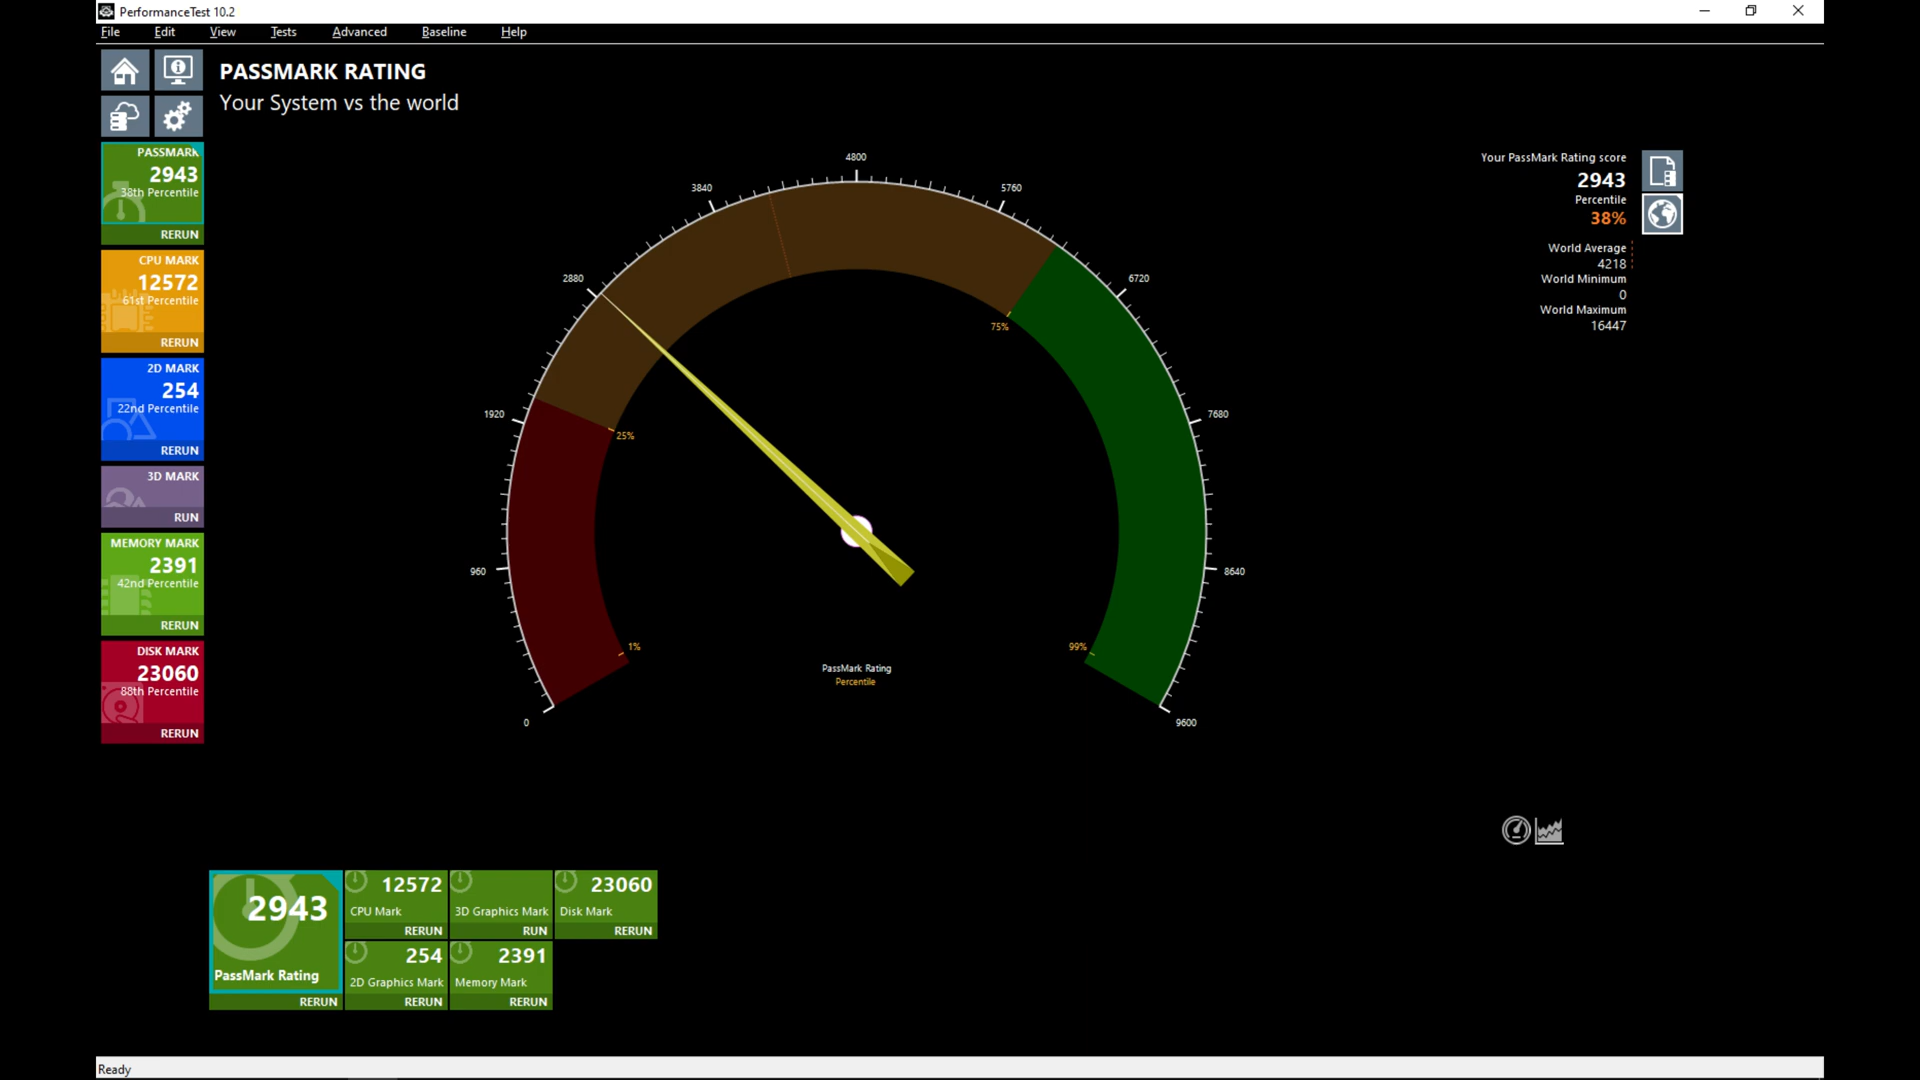 PerformanceTest 10.2
File Edit View Tests Advanced Baseline Help
PASSMARK RATING
Your System vs the world
PASSMARK
2943
38th Percentile
RERUN
CPU MARK
12572
61st Percentile
RERUN
2D MARK
254
22nd Percentile
RERUN
3D MARK
RUN
MEMORY MARK
2391
42nd Percentile
RERUN
DISK MARK
23060
88th Percentile
RERUN
0
960
1920
2880
3840
4800
5760
6720
7680
8640
9600
1%
25%
75%
99%
PassMark Rating
Percentile
Your PassMark Rating score
2943
Percentile
38%
World Average
4218
World Minimum
0
World Maximum
16447
2943
PassMark Rating
RERUN
12572
CPU Mark
RERUN
3D Graphics Mark
RUN
23060
Disk Mark
RERUN
254
2D Graphics Mark
RERUN
2391
Memory Mark
RERUN
Ready